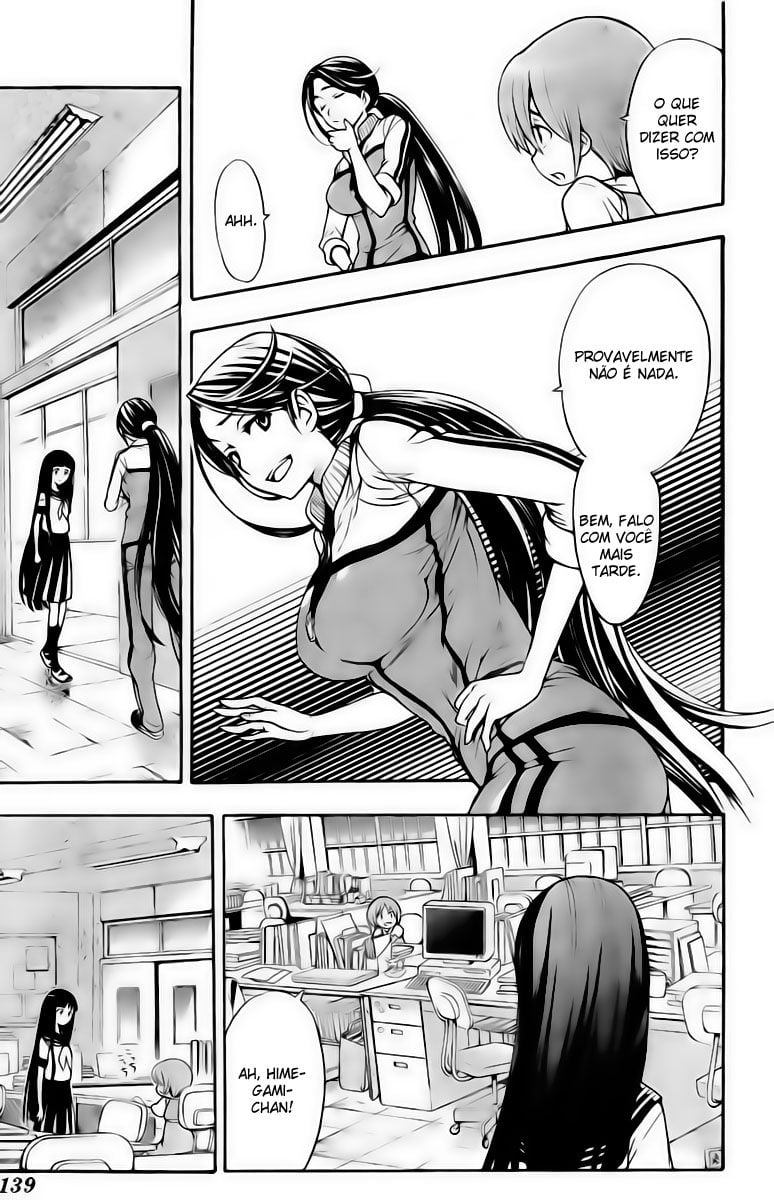 O QUE
QUER
DIZER COM
ISSO?
AHH.
PROVAVELMENTE
NÃO É NADA.
BEM, FALO
COM VOCÊ
MAIS
TARDE.
AH, HIME-
GAMI-
CHAN!
139